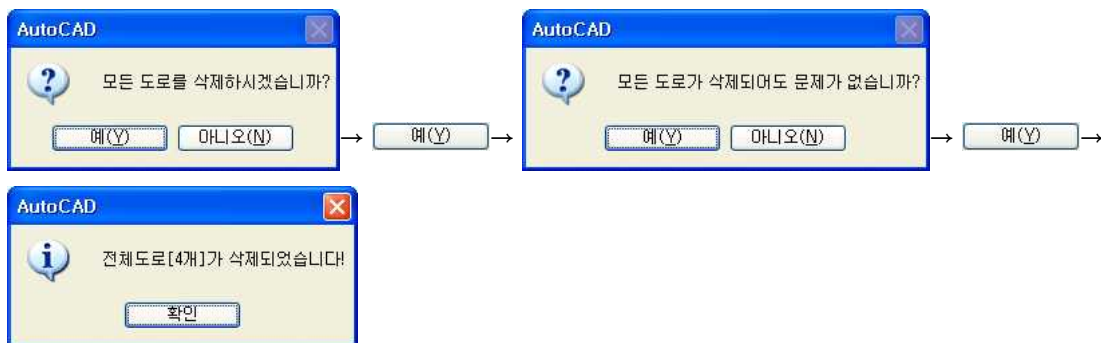 AutoCAD
모든 도로를 삭제하시겠습니까?
예(Y) 아니오(N) → 예(Y) →
AutoCAD
모든 도로가 삭제되어도 문제가 없습니까?
예(Y) 아니오(N) → 예(Y) →
AutoCAD
전체도로[4개]가 삭제되었습니다!
확인